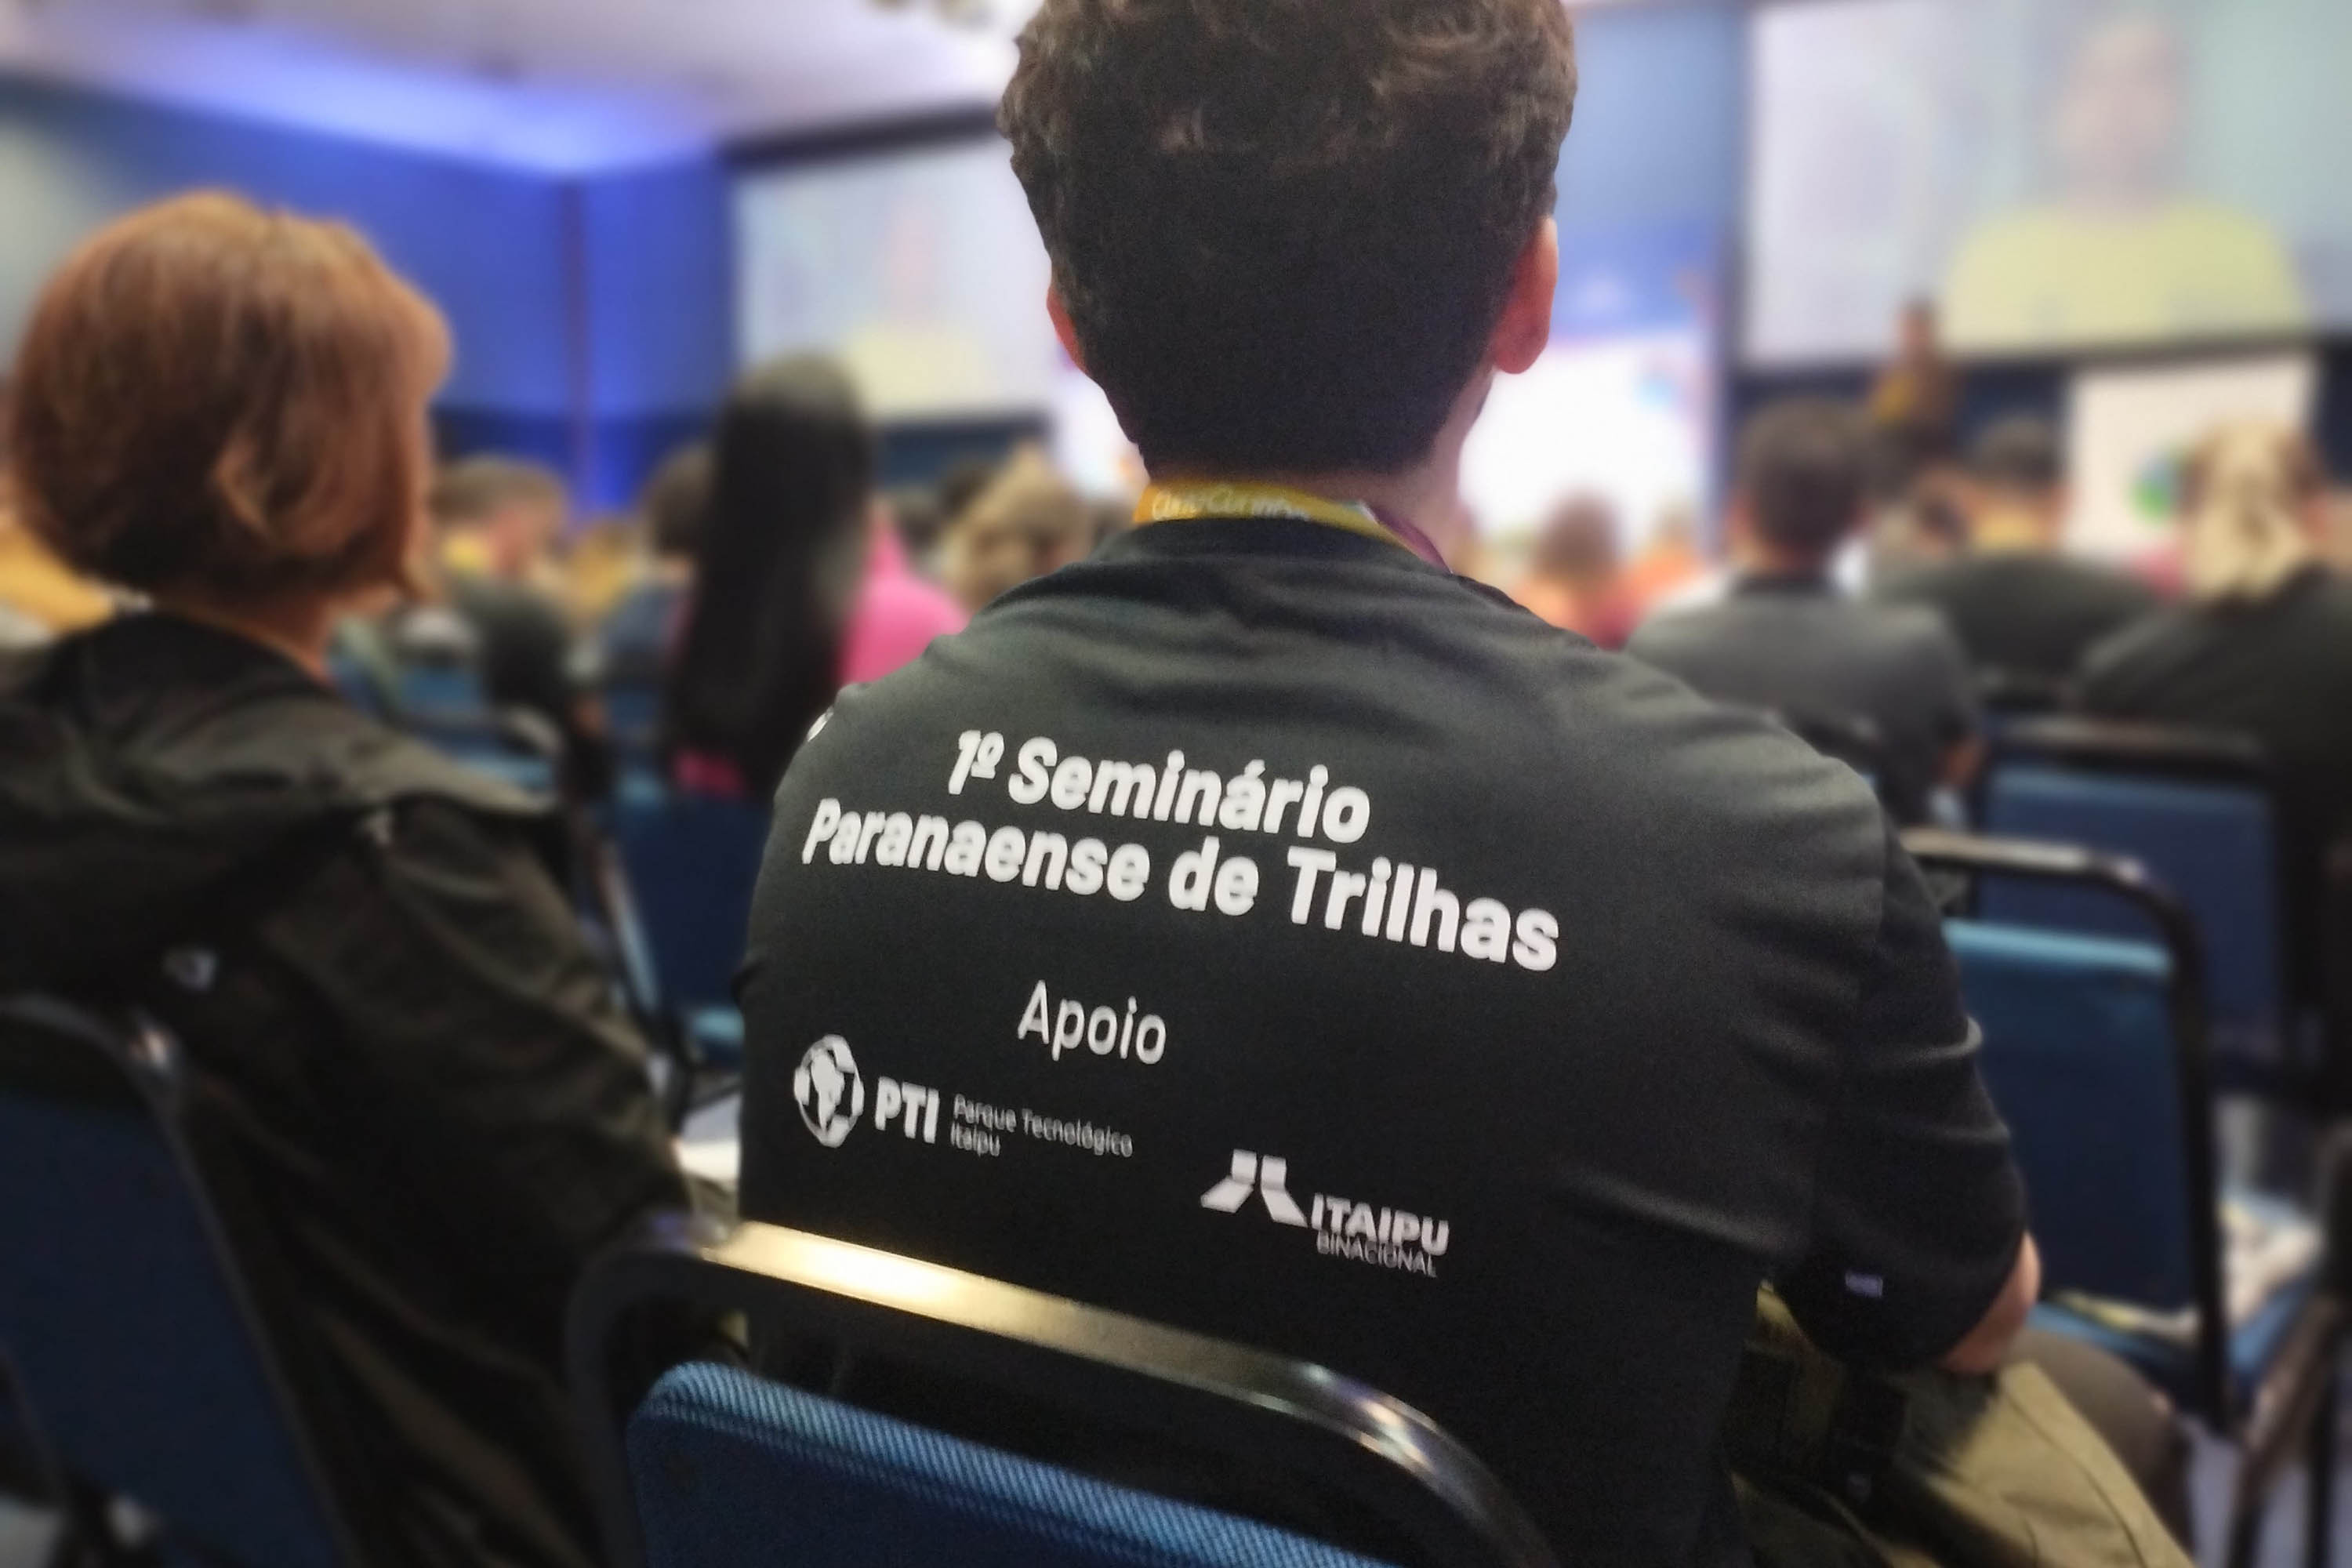 1º Seminário
Paranaense de Trilhas
Apoio
PTI
Parque Tecnológico
Itaipu
ITAIPU
BINACIONAL